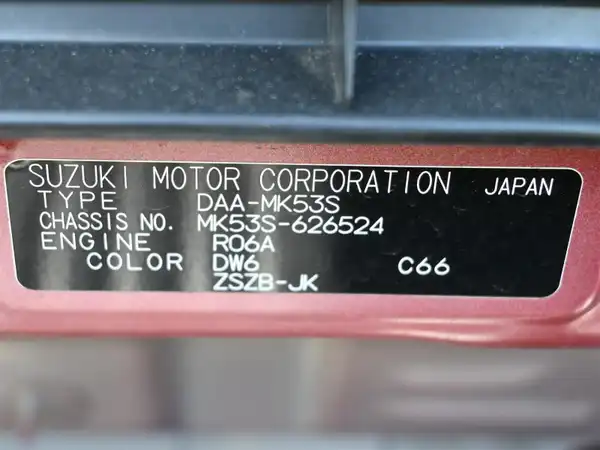 SUZUKI MOTOR CORPORATION JAPAN
TYPE DAA-MK53S
CHASSIS NO. MK53S-626524
ENGINE R06A
COLOR DW6 C66
ZSZB-JK